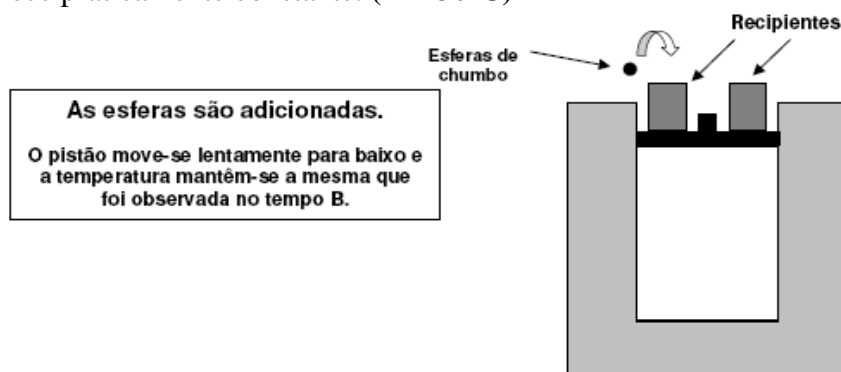 Recipientes
Esferas de
chumbo
As esferas são adicionadas.
O pistão move-se lentamente para baixo e
a temperatura mantêm-se a mesma que
foi observada no tempo B.